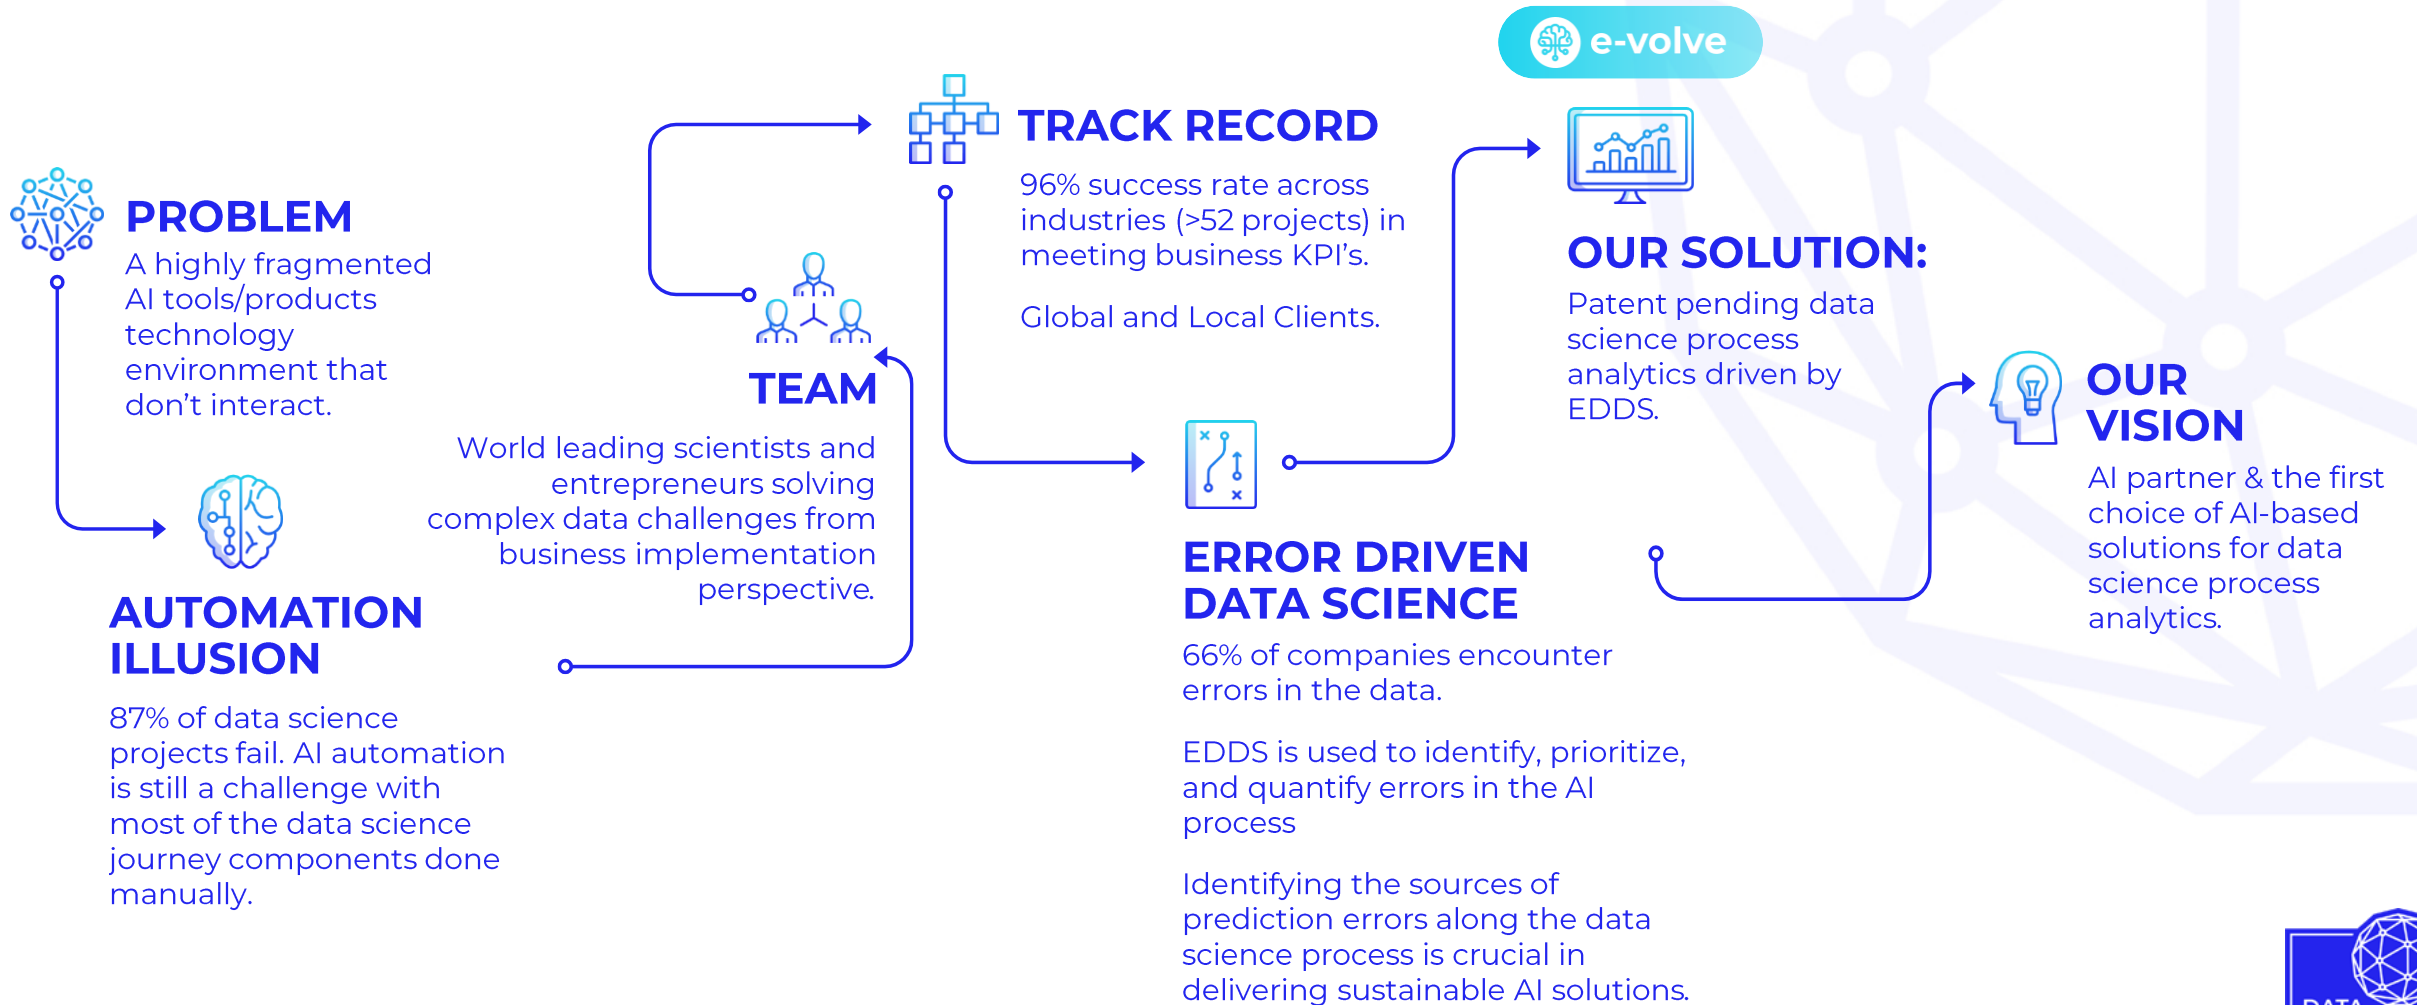 e-volve
PROBLEM
A highly fragmented
AI tools/products
technology
environment that
don't interact.
AUTOMATION
ILLUSION
87% of data science
projects fail. AI automation
is still a challenge with
most of the data science
journey components done
manually.
TEAM
World leading scientists and
entrepreneurs solving
complex data challenges from
business implementation
perspective.
TRACK RECORD
96% success rate across
industries (>52 projects) in
meeting business KPI's.
Global and Local Clients.
ERROR DRIVEN
DATA SCIENCE
66% of companies encounter
errors in the data.
EDDS is used to identify, prioritize,
and quantify errors in the AI
process
Identifying the sources of
prediction errors along the data
science process is crucial in
delivering sustainable AI solutions.
OUR SOLUTION:
Patent pending data
science process
analytics driven by
EDDS.
OUR
VISION
AI partner & the first
choice of AI-based
solutions for data
science process
analytics.
DATA